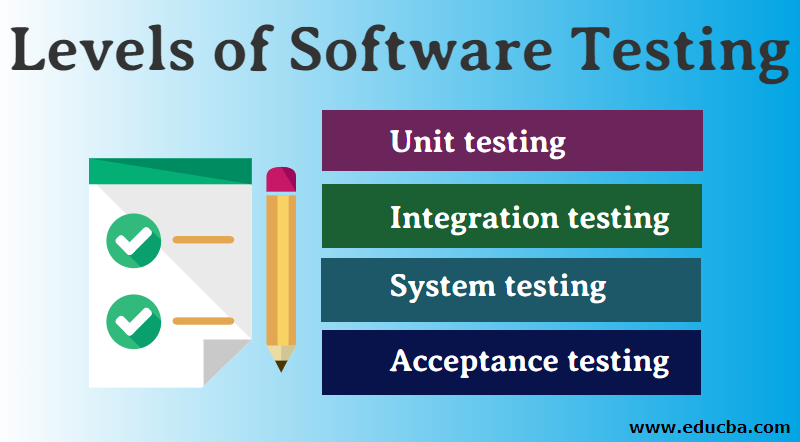 Levels of Software Testing
Unit testing
Integration testing
System testing
Acceptance testing
www.educba.com